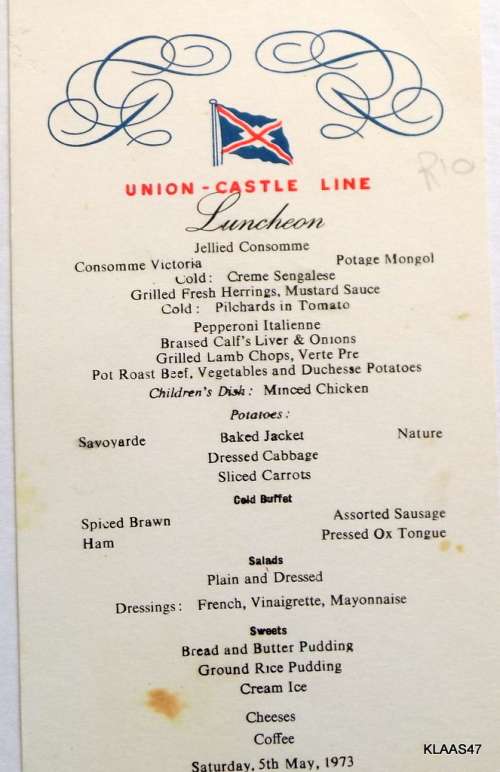 R10
UNION-CASTLE LINE
Luncheon
Jellied Consomme
Consomme Victoria Potage Mongol
Cold: Creme Sengalese
Grilled Fresh Herrings, Mustard Sauce
Cold: Pilchards in Tomato
Pepperoni Italienne
Braised Calf's Liver & Onions
Grilled Lamb Chops, Verte Pre
Pot Roast Beef, Vegetables and Duchesse Potatoes
Children's Dish: Minced Chicken
Potatoes:
Savoyarde Baked Jacket Nature
Dressed Cabbage
Sliced Carrots
Cold Buffet
Spiced Brawn Assorted Sausage
Ham Pressed Ox Tongue
Salads
Plain and Dressed
Dressings: French, Vinaigrette, Mayonnaise
Sweets
Bread and Butter Pudding
Ground Rice Pudding
Cream Ice
Cheeses
Coffee
Saturday, 5th May, 1973
KLAAS47